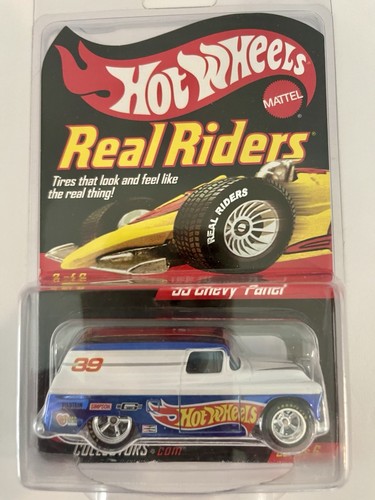 Hot Wheels
MATTEL
Real Riders
Tires that look and feel like
the real thing!
REAL RIDERS
'55 Chevy Panel
39
SIMPSON
Hot Wheels
COLLECTORS.com